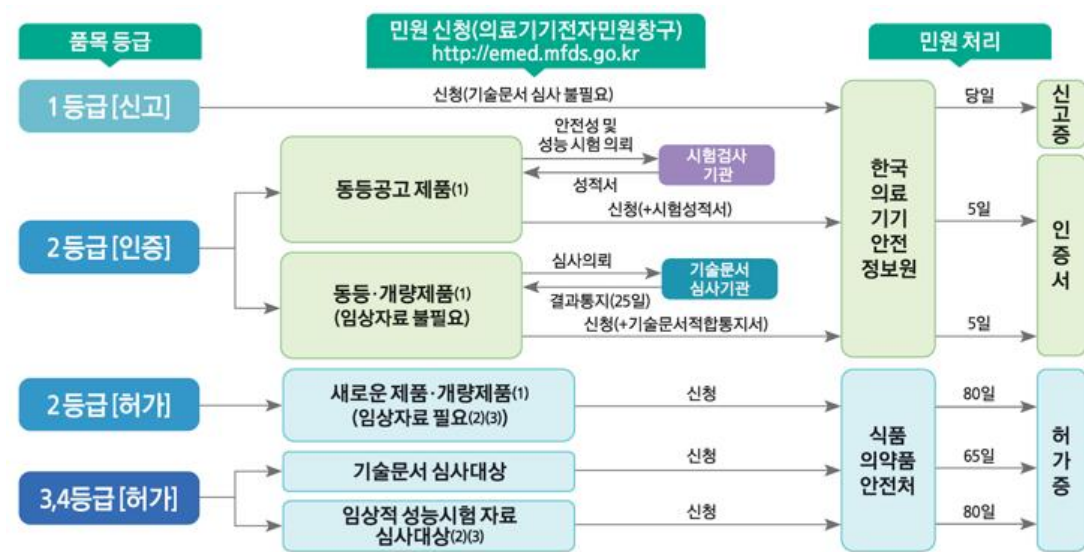 품목 등급
민원 신청(의료기기전자민원창구)
http://emed.mfds.go.kr
민원 처리
1 등급 [신고]
신청(기술문서 심사 불필요)
당일
신고증
2 등급 [인증]
동등공고 제품(1)
안전성 및
성능 시험 의뢰
시험검사
기관
성적서
신청(+시험성적서)
한국
의료
기기
안전
정보원
5일
인증서
동등·개량제품(1)
(임상자료 불필요)
심사의뢰
기술문서
심사기관
결과통지(25일)
신청(+기술문서적합통지서)
5일
2 등급 [허가]
새로운 제품·개량제품(1)
(임상자료 필요(2)(3))
신청
80일
식품
의약품
안전처
허가증
3,4등급 [허가]
기술문서 심사대상
신청
65일
임상적 성능시험 자료
심사대상(2)(3)
신청
80일